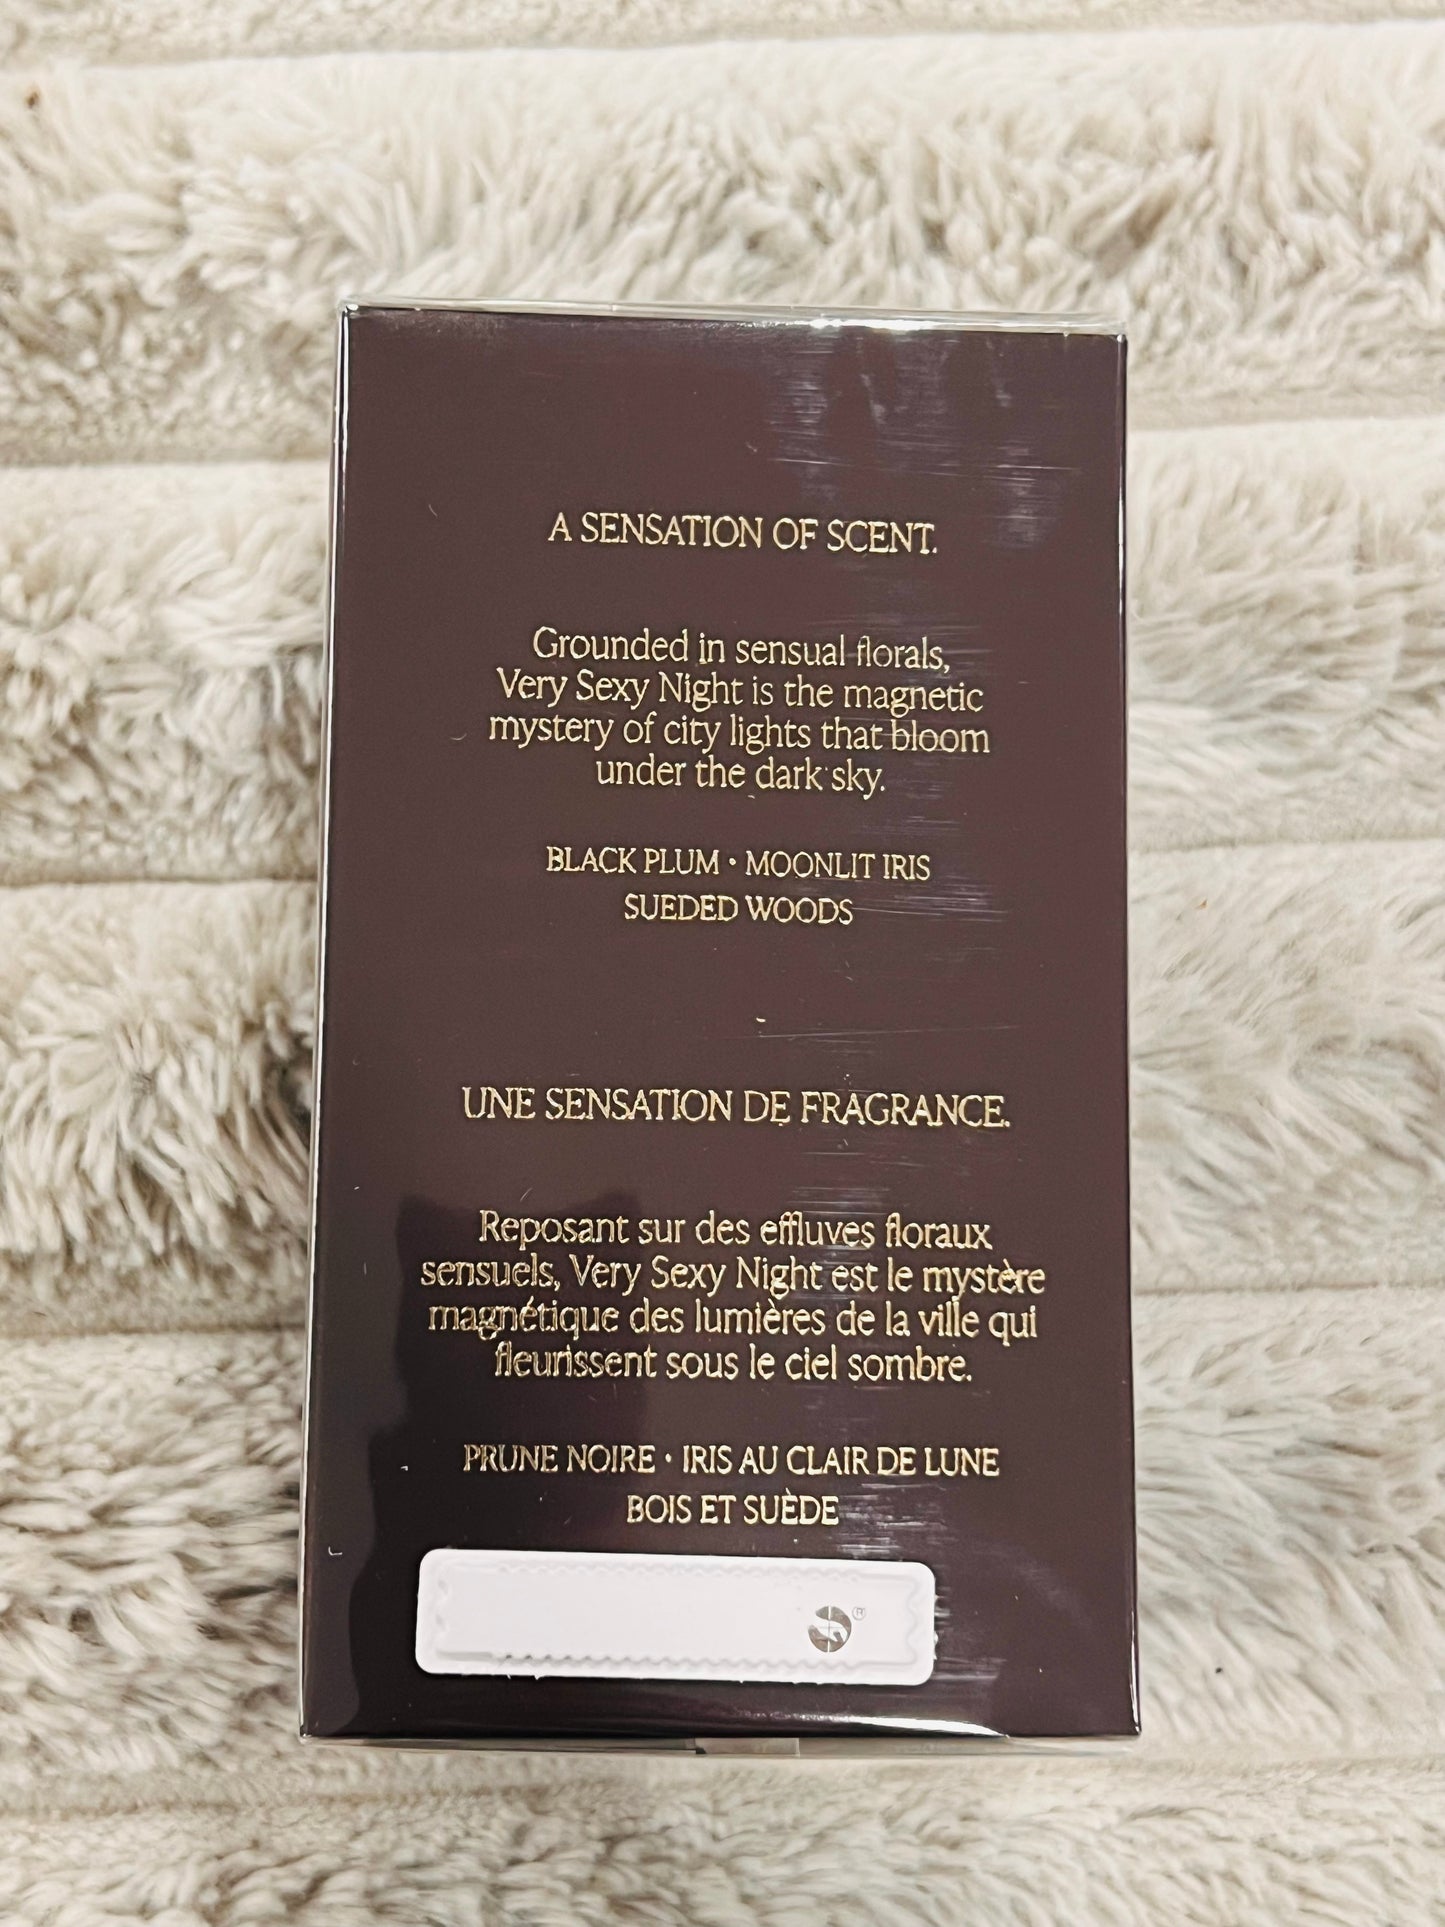 A SENSATION OF SCENT.
Grounded in sensual florals,
Very Sexy Night is the magnetic
mystery of city lights that bloom
under the dark sky.
BLACK PLUM • MOONLIT IRIS
SUEDED WOODS
UNE SENSATION DE FRAGRANCE.
Reposant sur des effluves floraux
sensuels, Very Sexy Night est le mystère
magnétique des lumières de la ville qui
fleurissent sous le ciel sombre.
PRUNE NOIRE • IRIS AU CLAIR DE LUNE
BOIS ET SUÈDE
®